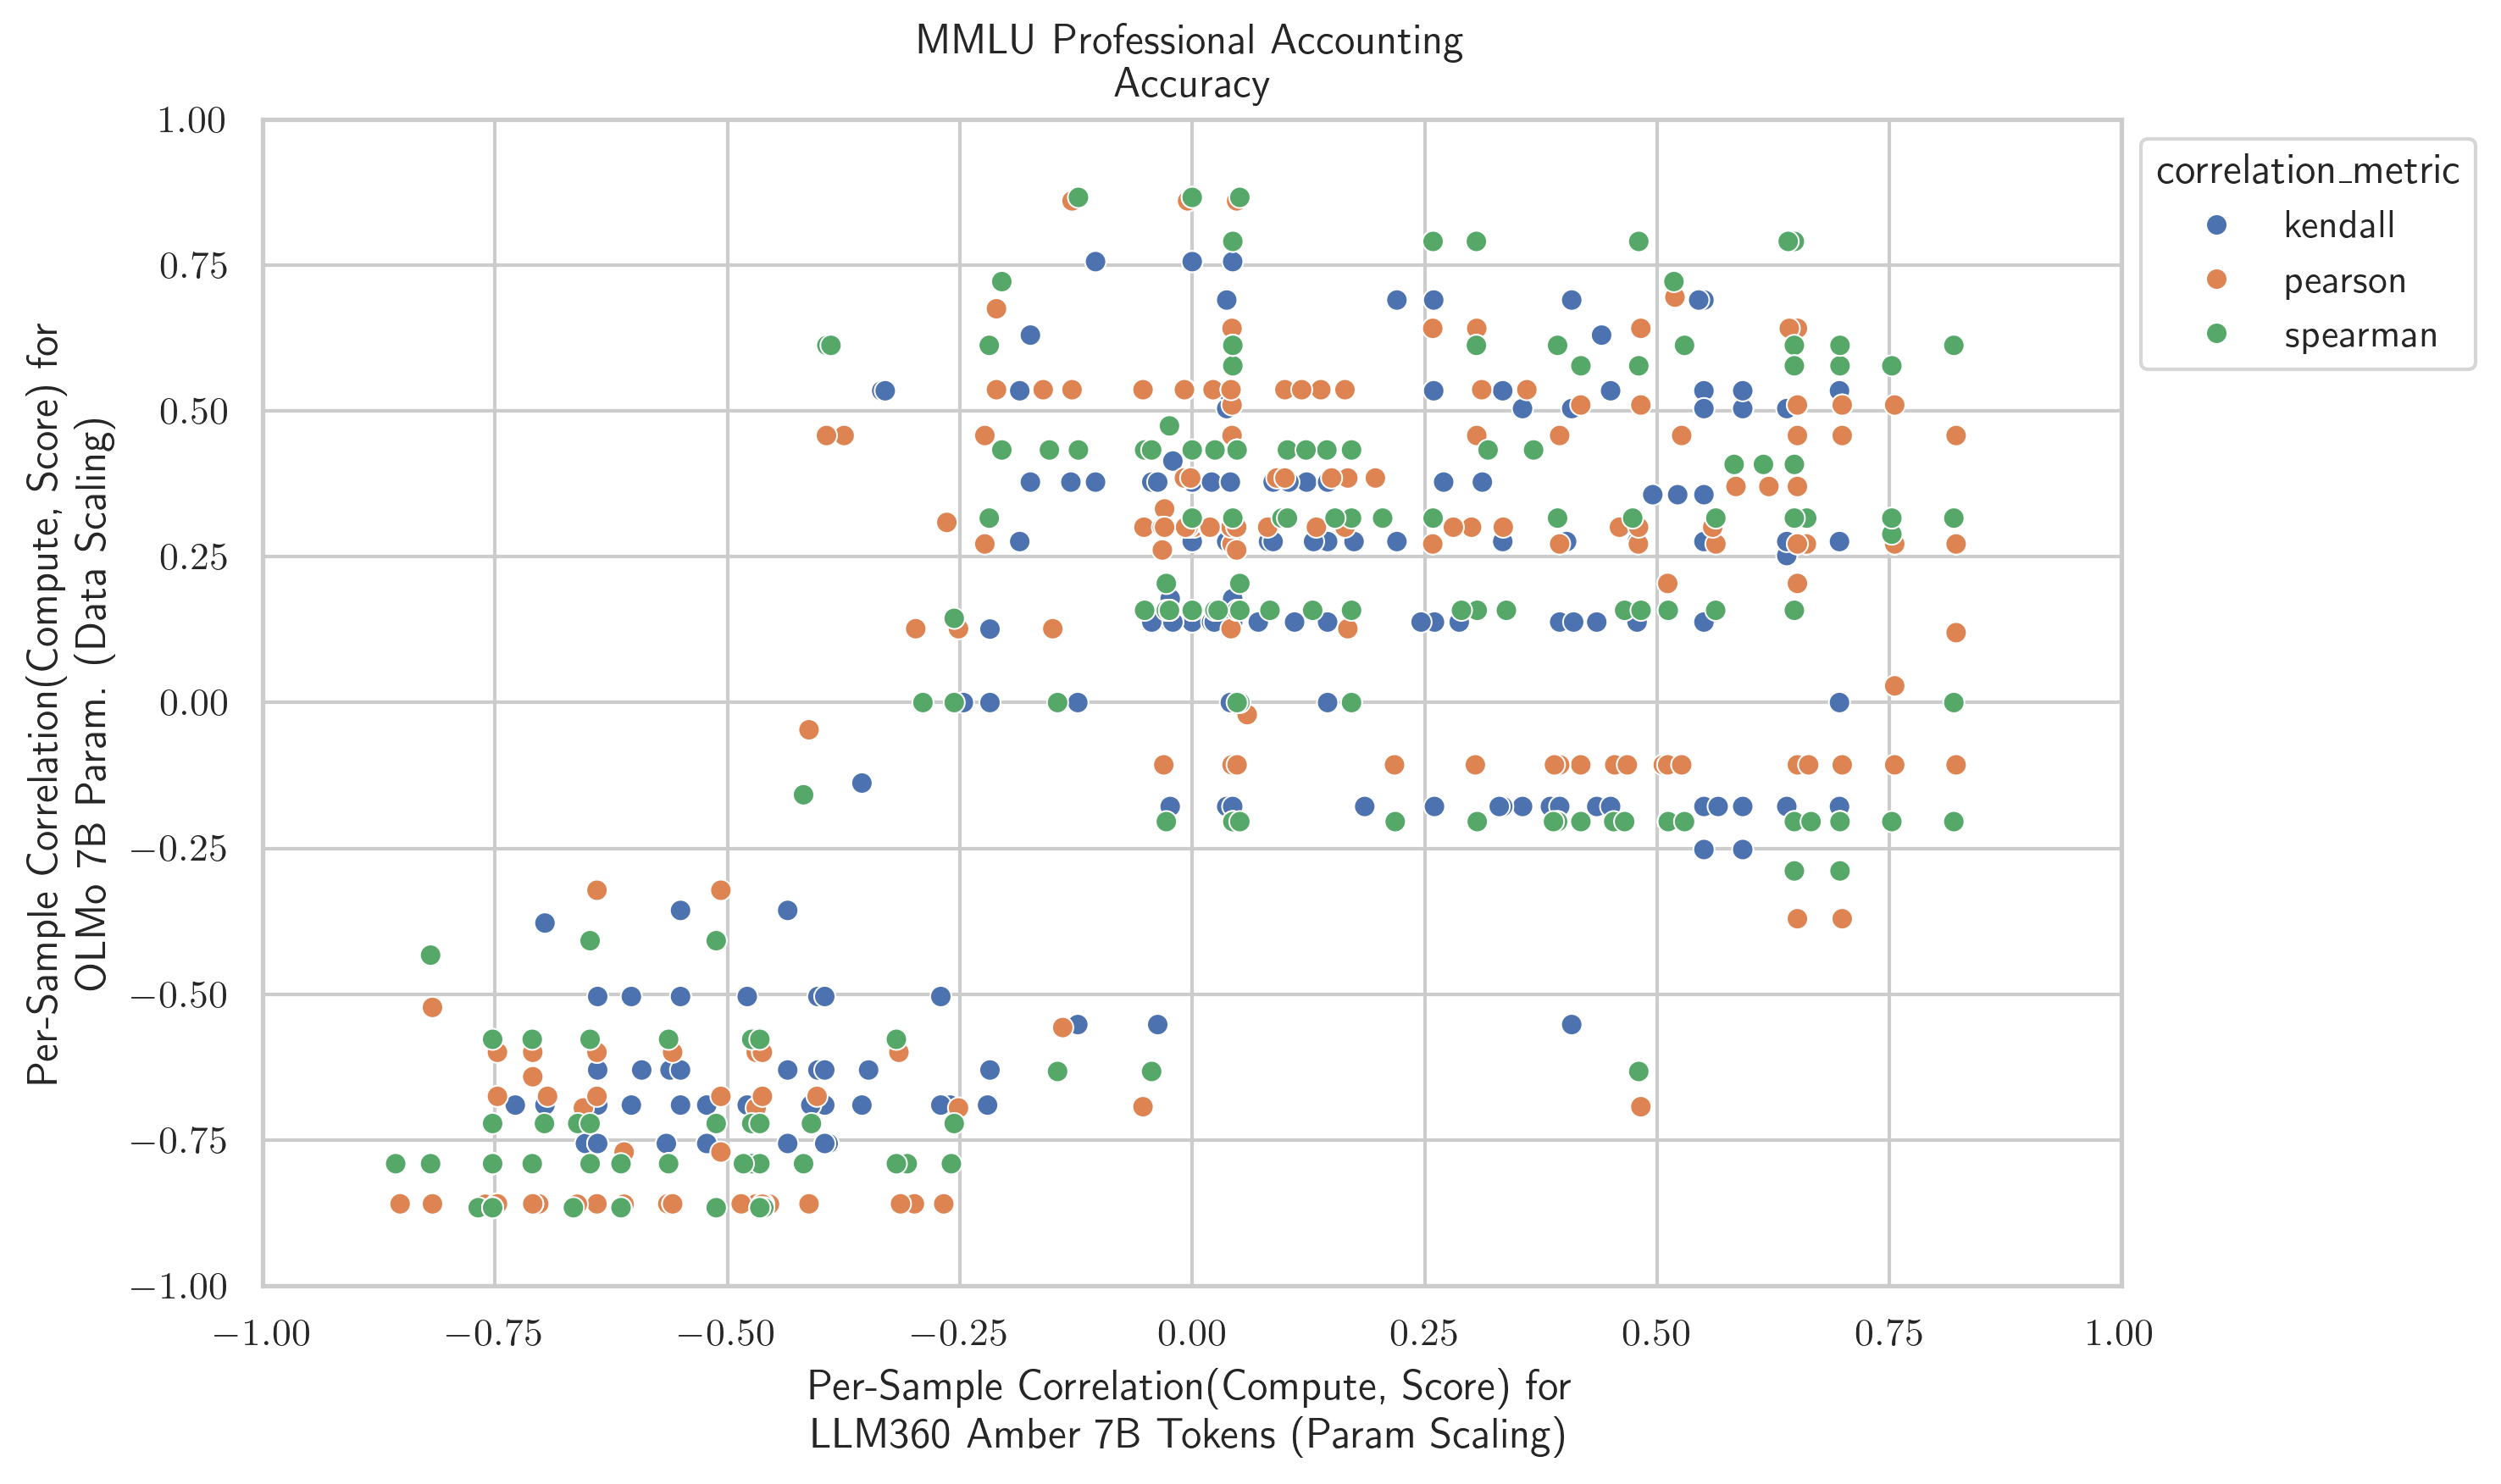 MMLU Professional Accounting
Accuracy
1.00
0.75
0.50
0.25
0.00
−0.25
−0.50
−0.75
−1.00
Per-Sample Correlation(Compute, Score) for
OLMo 7B Param. (Data Scaling)
−1.00
−0.75
−0.50
−0.25
0.00
0.25
0.50
0.75
1.00
Per-Sample Correlation(Compute, Score) for
LLM360 Amber 7B Tokens (Param Scaling)
correlation_metric
kendall
pearson
spearman